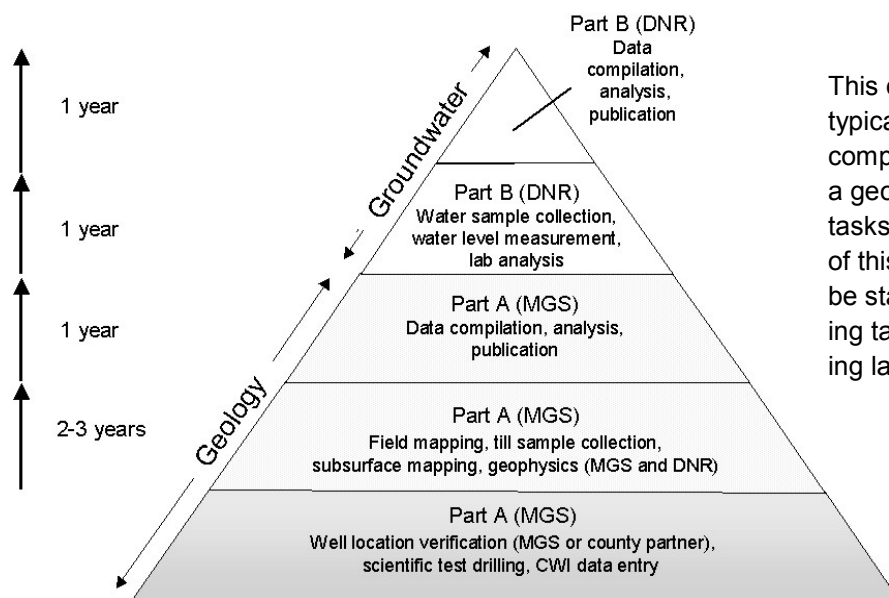 Part B (DNR)
Data
compilation,
analysis,
publication
1 year
Groundwater
Part B (DNR)
Water sample collection,
water level measurement,
lab analysis
1 year
Part A (MGS)
Data compilation, analysis,
publication
1 year
Geology
Part A (MGS)
Field mapping, till sample collection,
subsurface mapping, geophysics (MGS and DNR)
2-3 years
Part A (MGS)
Well location verification (MGS or county partner),
scientific test drilling, CWI data entry
This
typica
comp
a geo
tasks
of this
be sta
ing ta
ing la